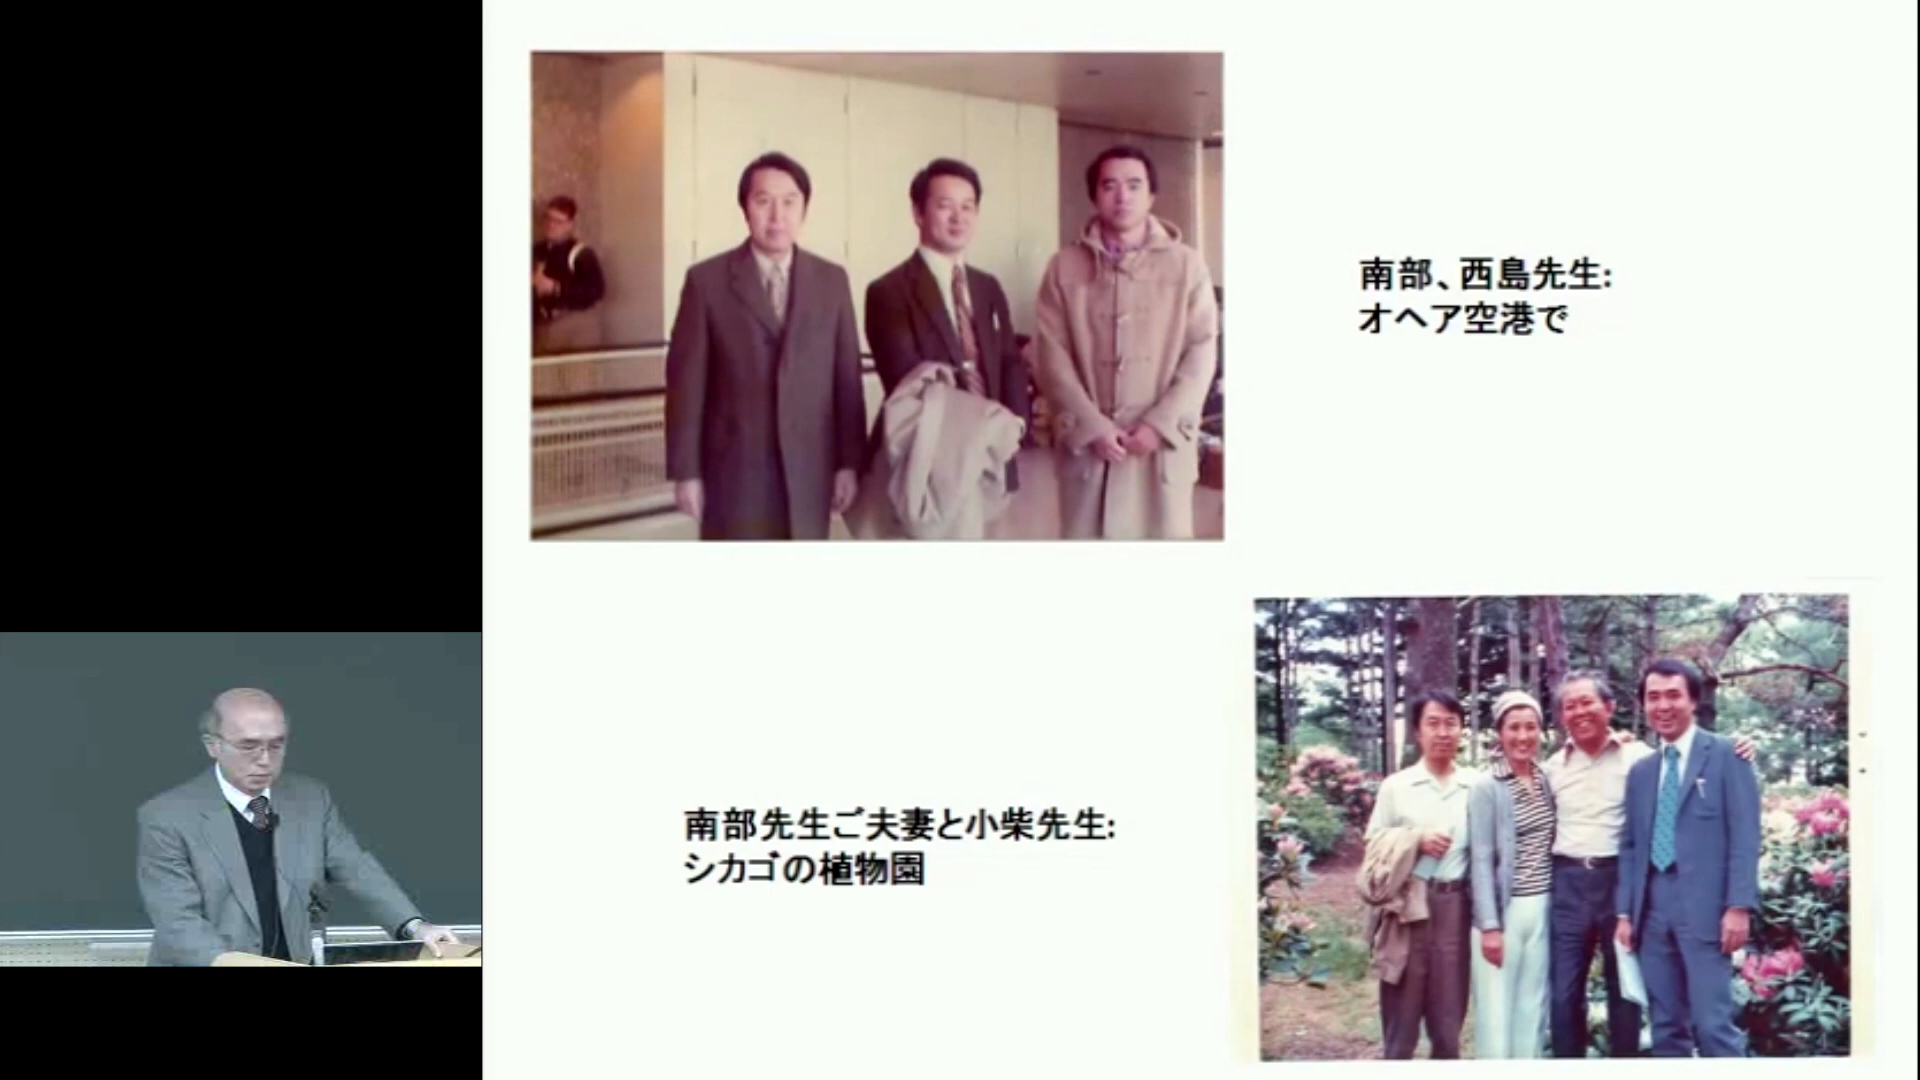 南部、西島先生:
オヘア空港で
南部先生ご夫妻と小柴先生:
シカゴの植物園